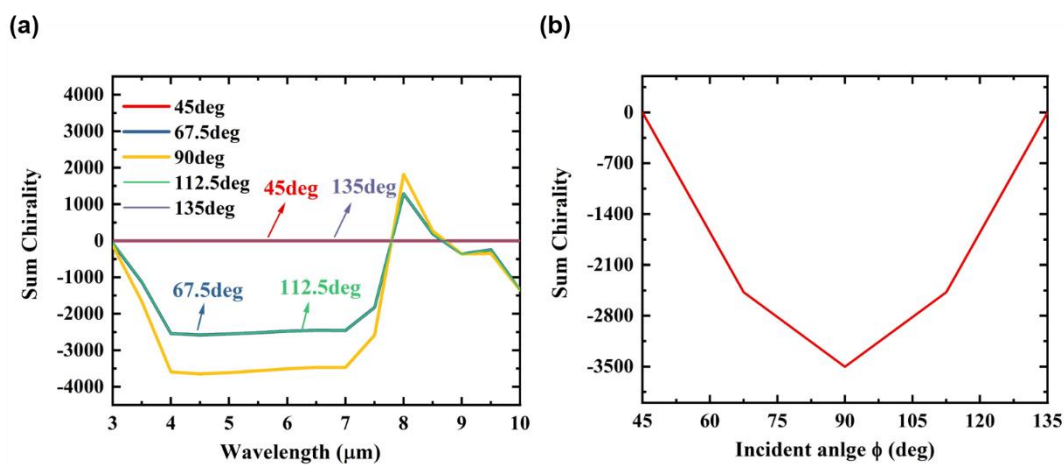 (a)
4000
3000
2000
1000
0
-1000
-2000
-3000
-4000
Sum Chirality
45deg
67.5deg
90deg
112.5deg
135deg
45deg
135deg
67.5deg
112.5deg
3 4 5 6 7 8 9 10
Wavelength (μm)
(b)
0
-700
-1400
-2100
-2800
-3500
Sum Chirality
45 60 75 90 105 120 135
Incident anlge ϕ (deg)